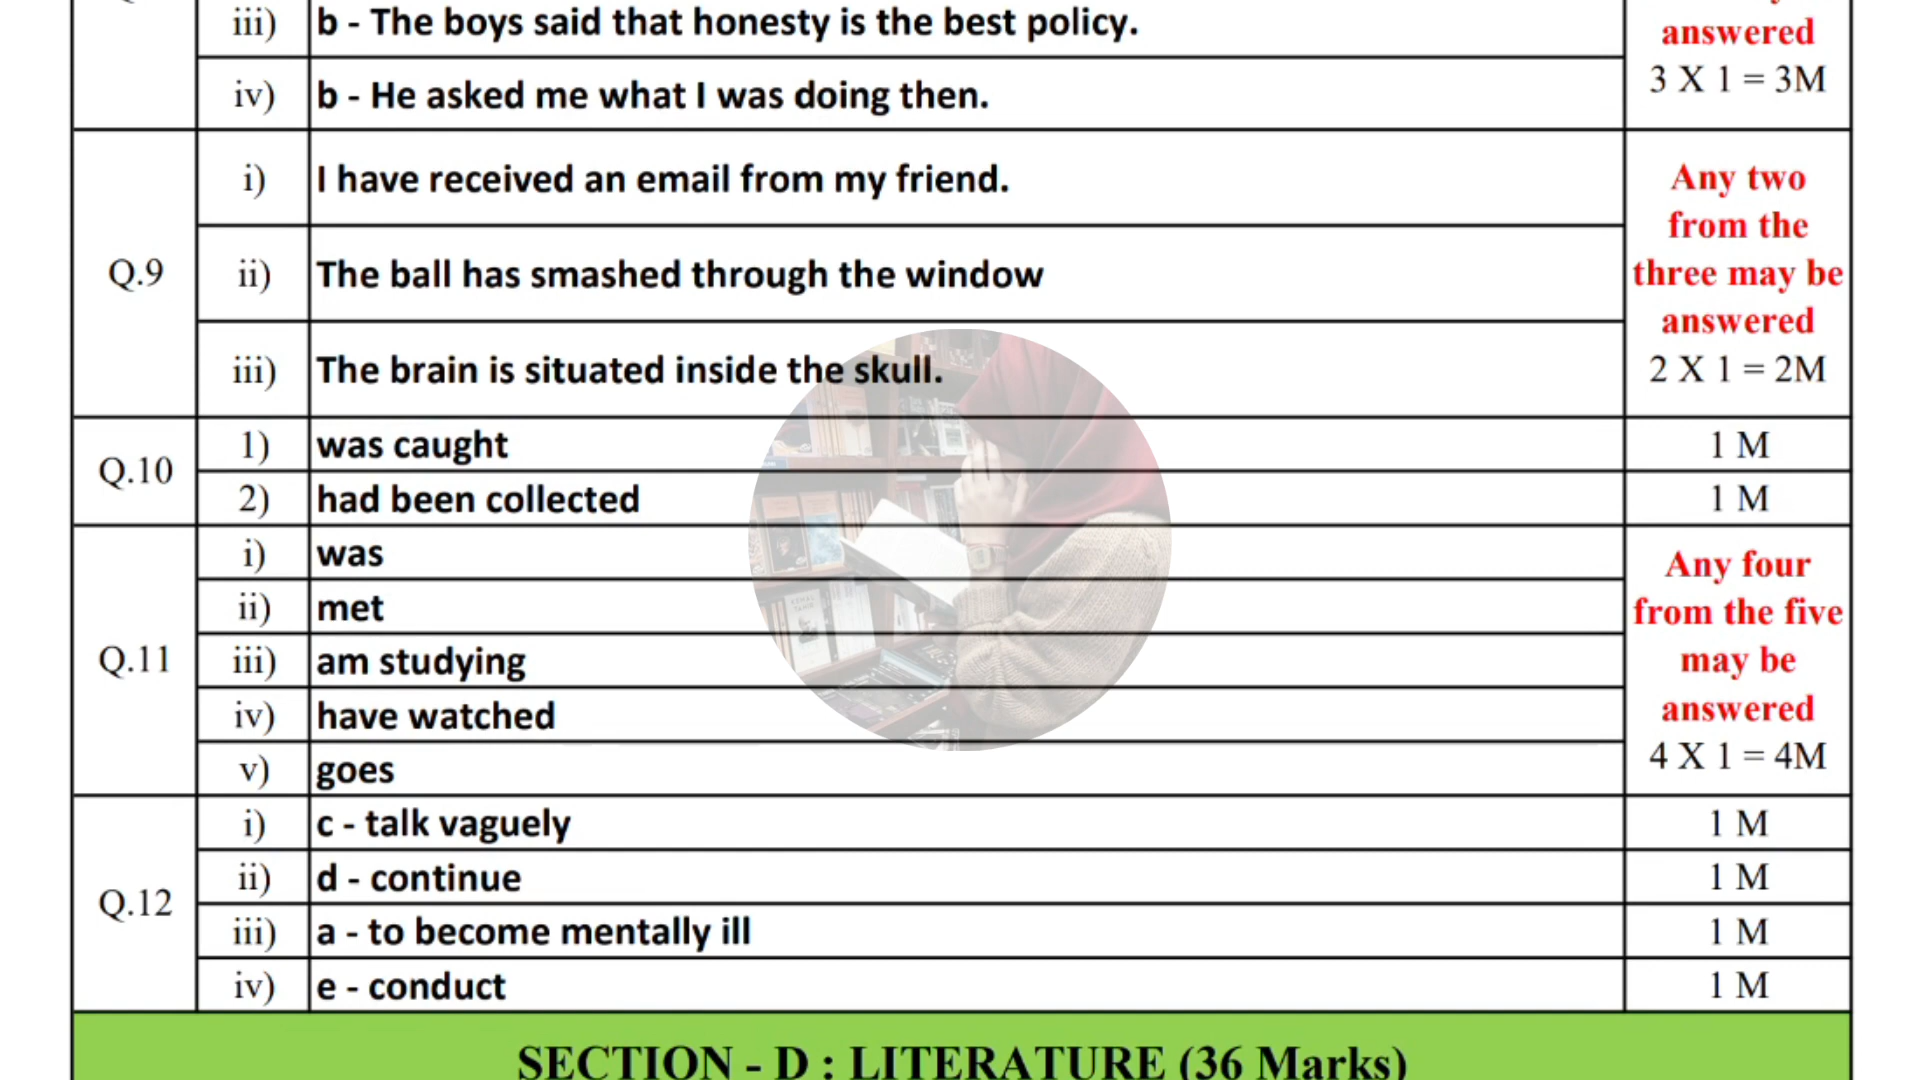 iii) b - The boys said that honesty is the best policy.
answered
3 X 1 = 3M
iv) b - He asked me what I was doing then.
Q.9
i) I have received an email from my friend.
ii) The ball has smashed through the window
iii) The brain is situated inside the skull.
Any two
from the
three may be
answered
2 X 1 = 2M
Q.10
1) was caught 1 M
2) had been collected 1 M
Q.11
i) was
ii) met
iii) am studying
iv) have watched
v) goes
Any four
from the five
may be
answered
4 X 1 = 4M
Q.12
i) c - talk vaguely 1 M
ii) d - continue 1 M
iii) a - to become mentally ill 1 M
iv) e - conduct 1 M
SECTION - D : LITERATURE (36 Marks)